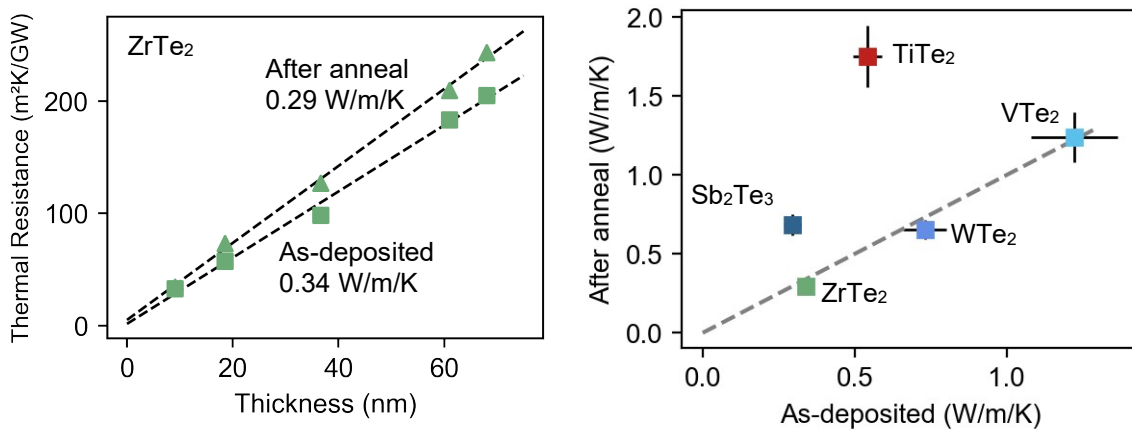 Thermal Resistance (m²K/GW)
200
100
0
ZrTe₂
After anneal
0.29 W/m/K
As-deposited
0.34 W/m/K
0
20
40
60
Thickness (nm)
After anneal (W/m/K)
2.0
1.5
1.0
0.5
0.0
TiTe₂
VTe₂
Sb₂Te₃
WTe₂
ZrTe₂
0.0
0.5
1.0
As-deposited (W/m/K)